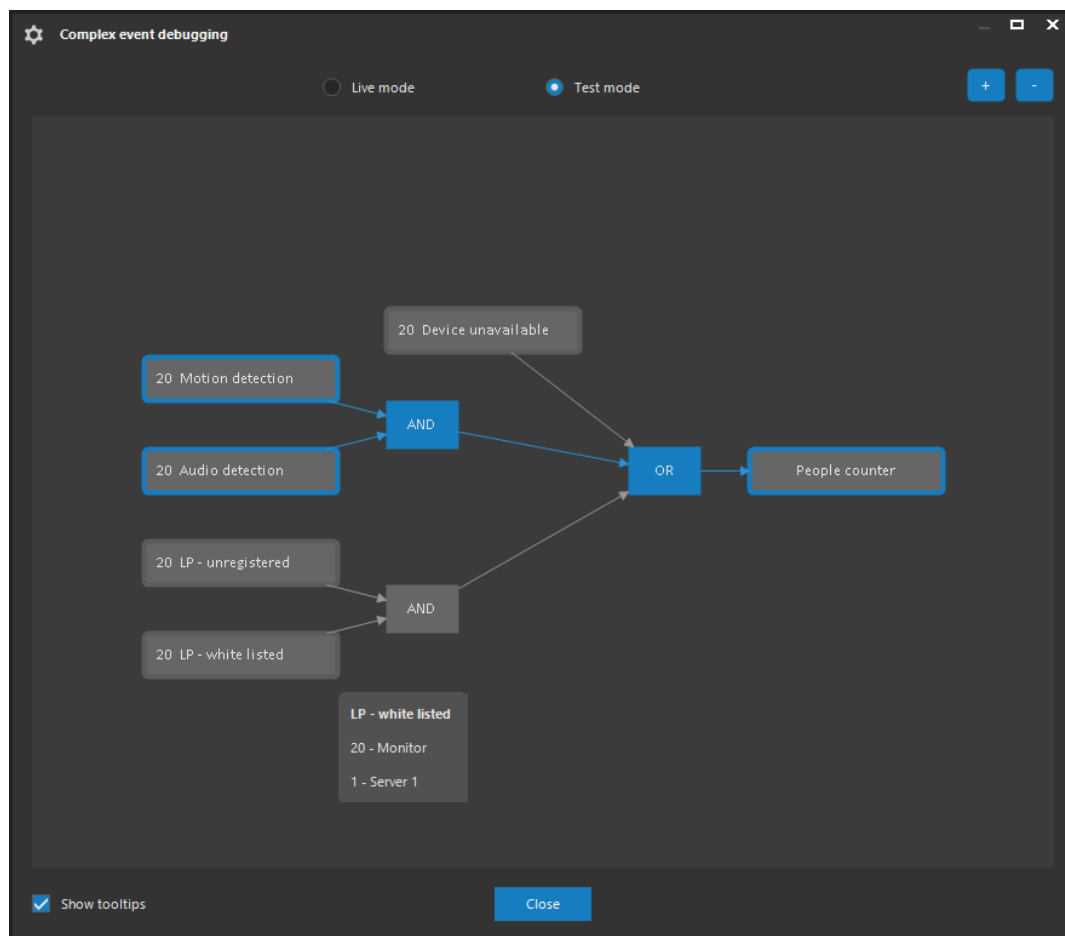 Complex event debugging
Live mode
Test mode
+
-
20 Device unavailable
20 Motion detection
AND
20 Audio detection
OR
People counter
20 LP - unregistered
AND
20 LP - white listed
LP - white listed
20 - Monitor
1 - Server 1
Show tooltips
Close